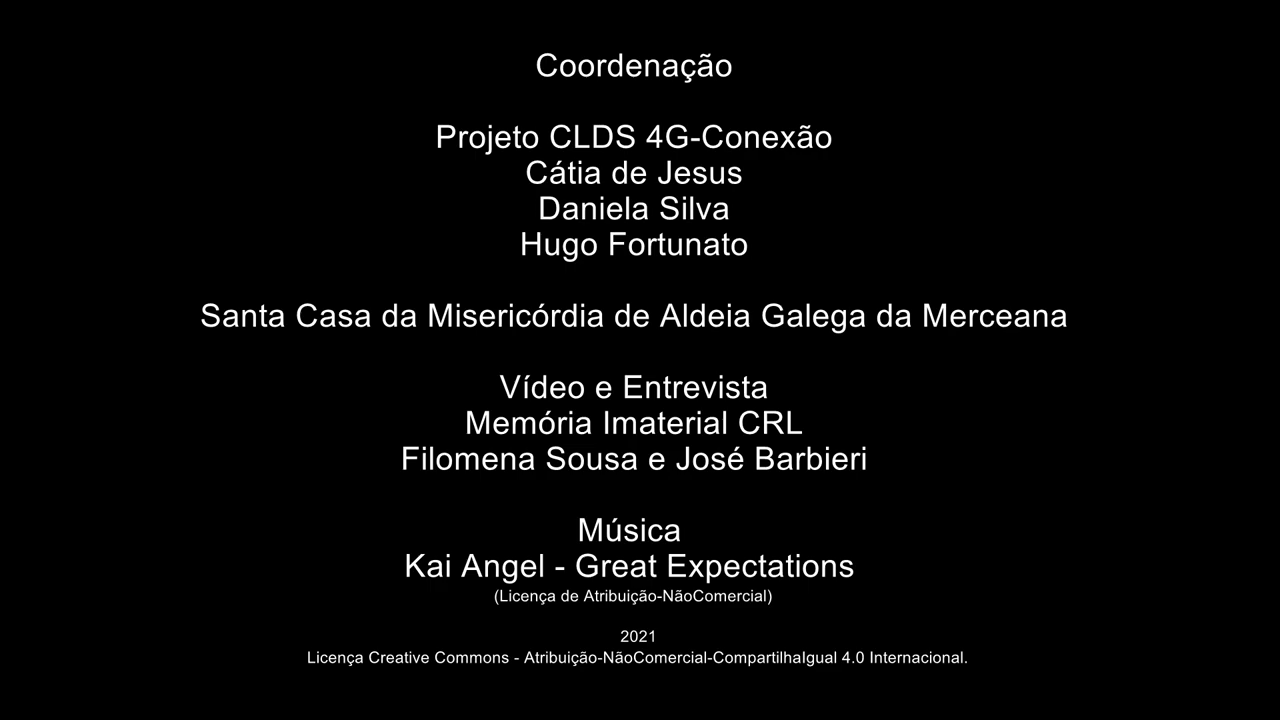 Coordenação
Projeto CLDS 4G-Conexão
Cátia de Jesus
Daniela Silva
Hugo Fortunato
Santa Casa da Misericórdia de Aldeia Galega da Merceana
Vídeo e Entrevista
Memória Imaterial CRL
Filomena Sousa e José Barbieri
Música
Kai Angel - Great Expectations
(Licença de Atribuição-NãoComercial)
2021
Licença Creative Commons - Atribuição-NãoComercial-CompartilhaIgual 4.0 Internacional.